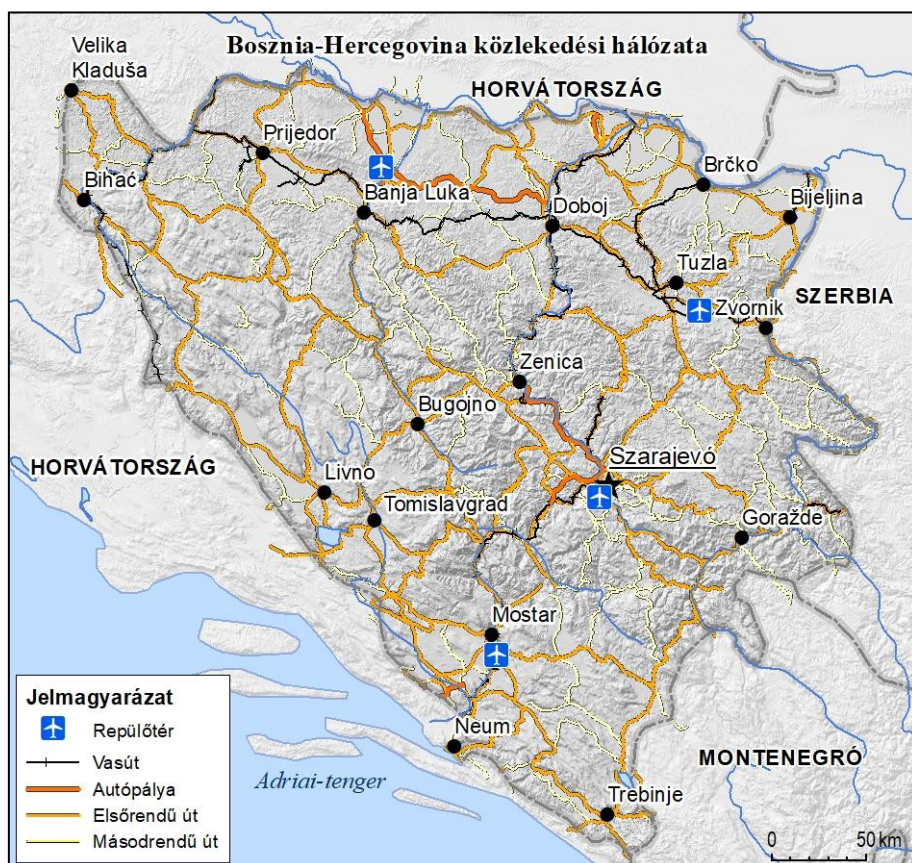 Bosznia-Hercegovina közlekedési hálózata
Velika
Kladuša
HORVÁTORSZÁG
Prijedor
Bihać
Banja Luka
Brčko
Doboj
Bijeljina
Tuzla
SZERBIA
Zvornik
Zenica
Bugojno
Szarajevó
HORVÁTORSZÁG
Livno
Tomislavgrad
Goražde
Mostar
Jelmagyarázat
Repülőtér
Vasút
Autópálya
Elsőrendű út
Másodrendű út
Neum
Adriai-tenger
MONTENEGRÓ
Trebinje
0 50 km